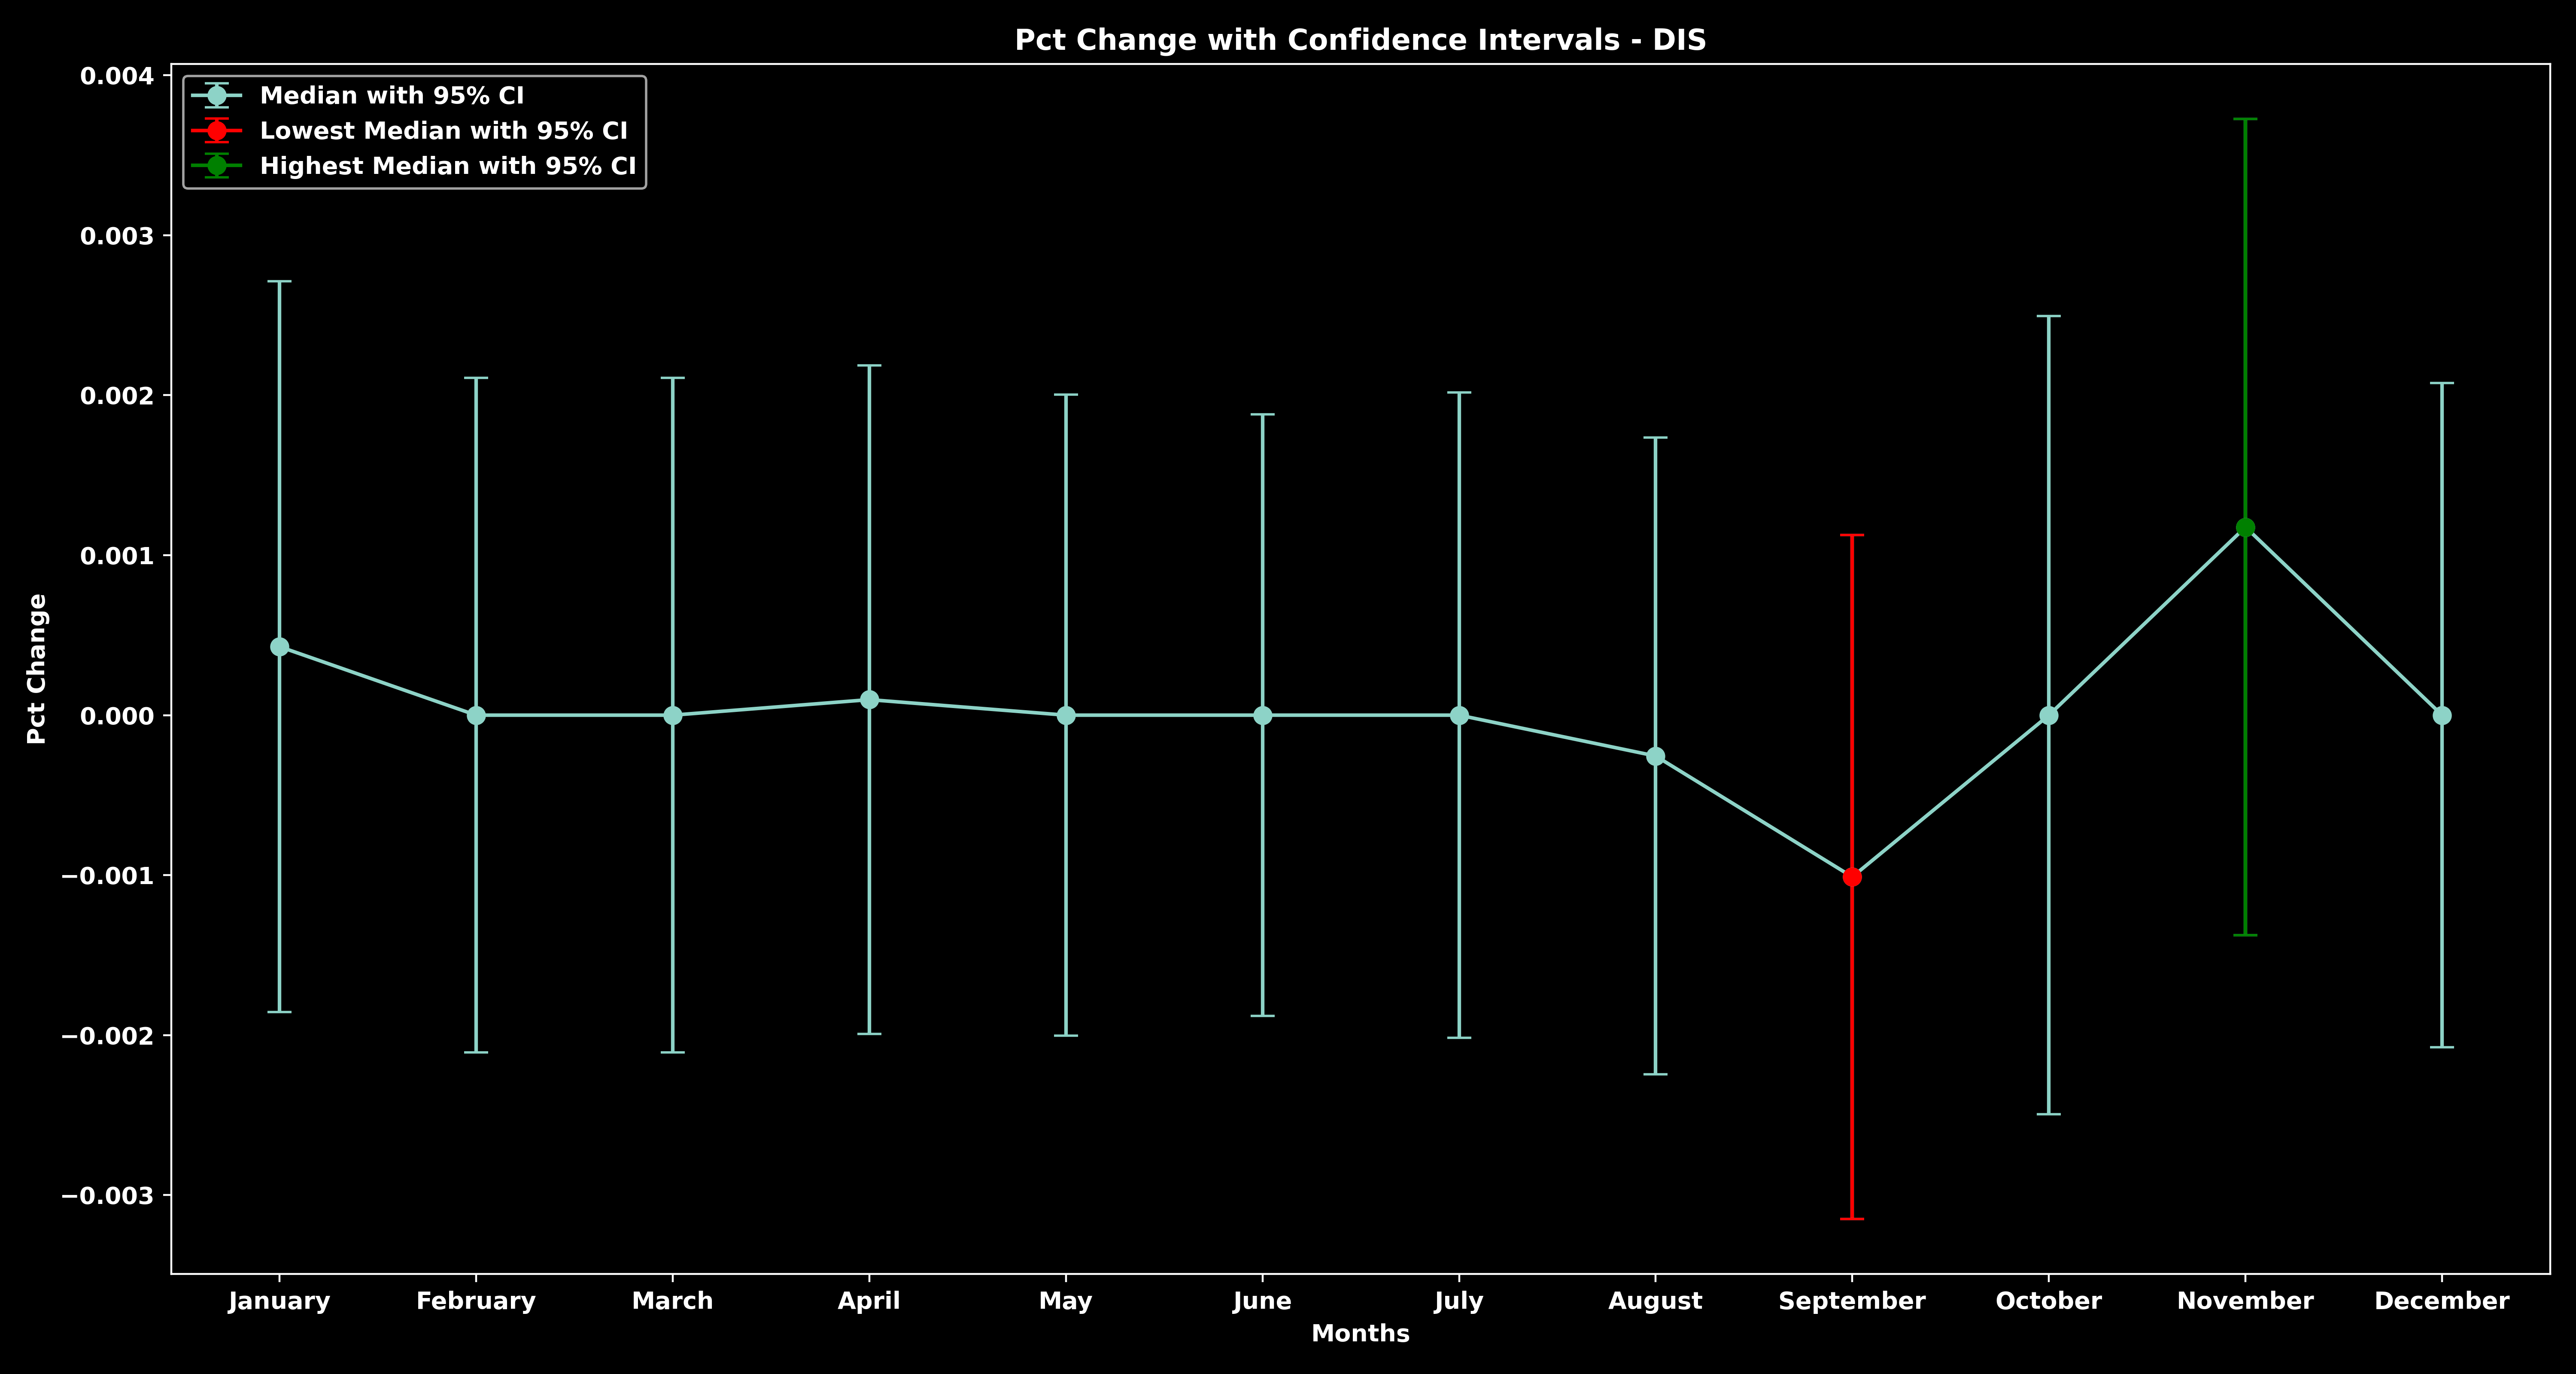 Pct Change with Confidence Intervals - DIS
Median with 95% CI
Lowest Median with 95% CI
Highest Median with 95% CI
Pct Change
0.004
0.003
0.002
0.001
0.000
−0.001
−0.002
−0.003
January February March April May June July August September October November December
Months